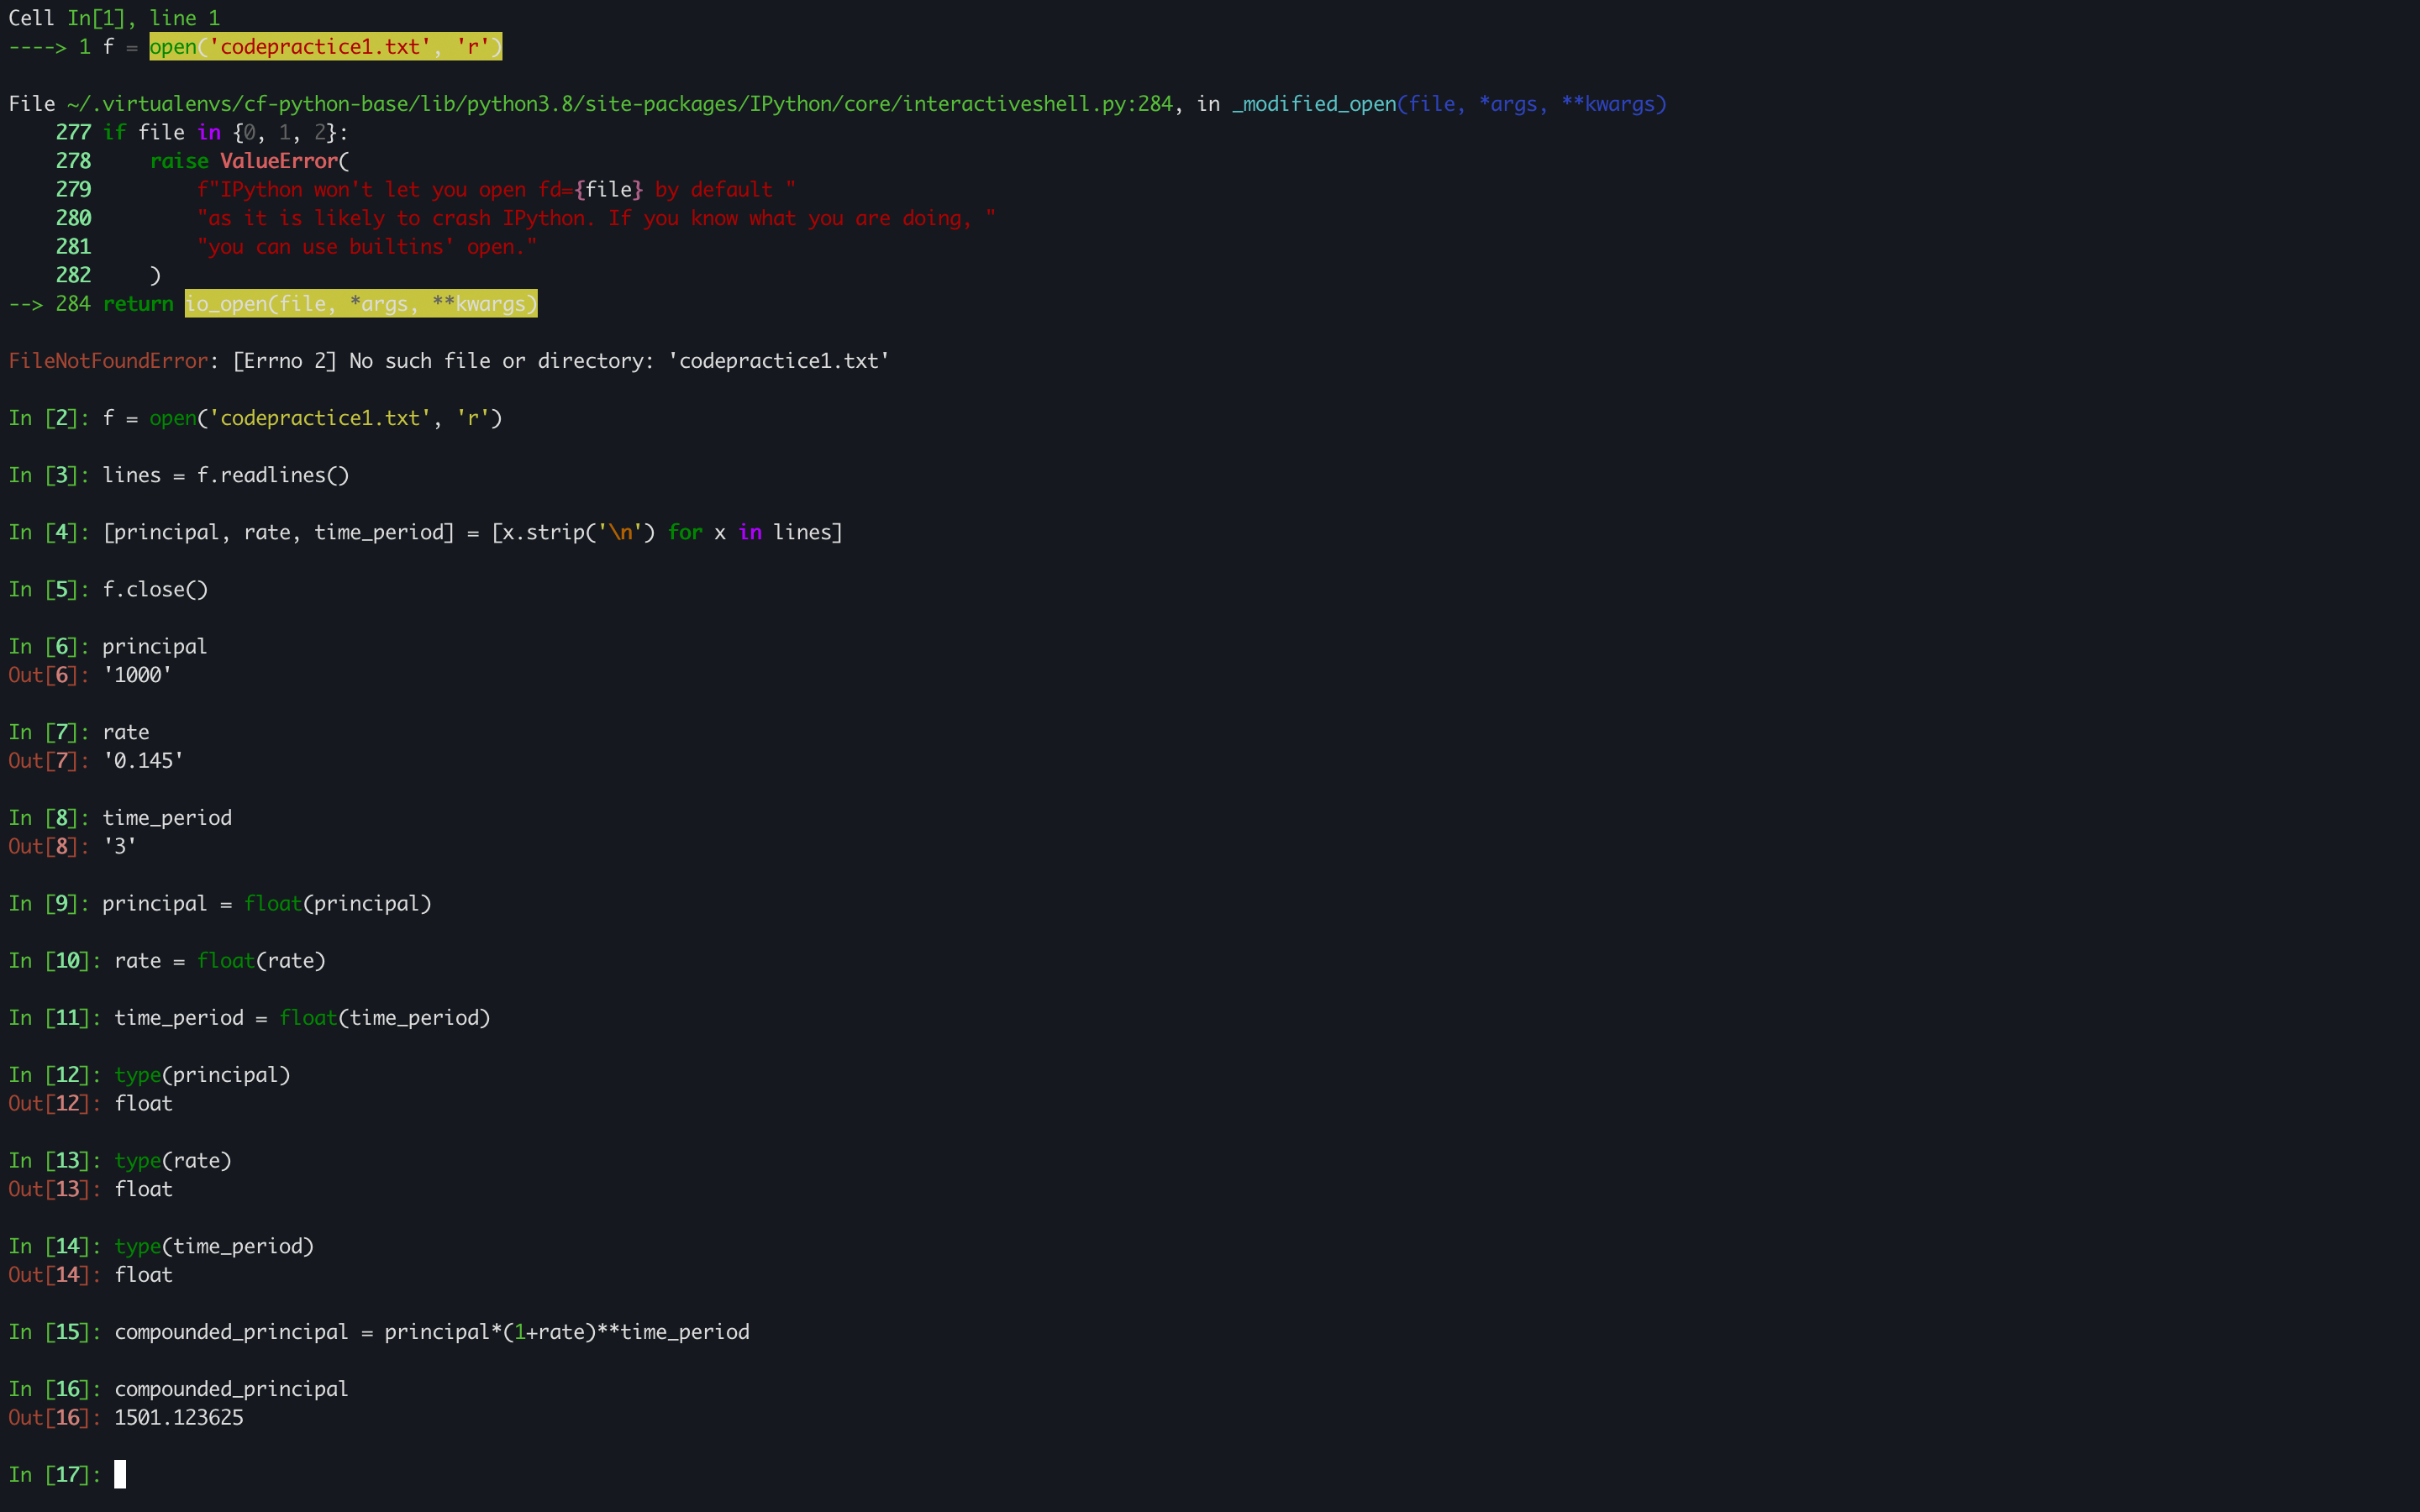 Cell In[1], line 1
----> 1 f = open('codepractice1.txt', 'r')
File ~/.virtualenvs/cf-python-base/lib/python3.8/site-packages/IPython/core/interactiveshell.py:284, in _modified_open(file, *args, **kwargs)
    277 if file in {0, 1, 2}:
    278     raise ValueError(
    279         f"IPython won't let you open fd={file} by default "
    280         "as it is likely to crash IPython. If you know what you are doing, "
    281         "you can use builtins' open."
    282     )
--> 284 return io_open(file, *args, **kwargs)
FileNotFoundError: [Errno 2] No such file or directory: 'codepractice1.txt'
In [2]: f = open('codepractice1.txt', 'r')
In [3]: lines = f.readlines()
In [4]: [principal, rate, time_period] = [x.strip('\n') for x in lines]
In [5]: f.close()
In [6]: principal
Out[6]: '1000'
In [7]: rate
Out[7]: '0.145'
In [8]: time_period
Out[8]: '3'
In [9]: principal = float(principal)
In [10]: rate = float(rate)
In [11]: time_period = float(time_period)
In [12]: type(principal)
Out[12]: float
In [13]: type(rate)
Out[13]: float
In [14]: type(time_period)
Out[14]: float
In [15]: compounded_principal = principal*(1+rate)**time_period
In [16]: compounded_principal
Out[16]: 1501.123625
In [17]: